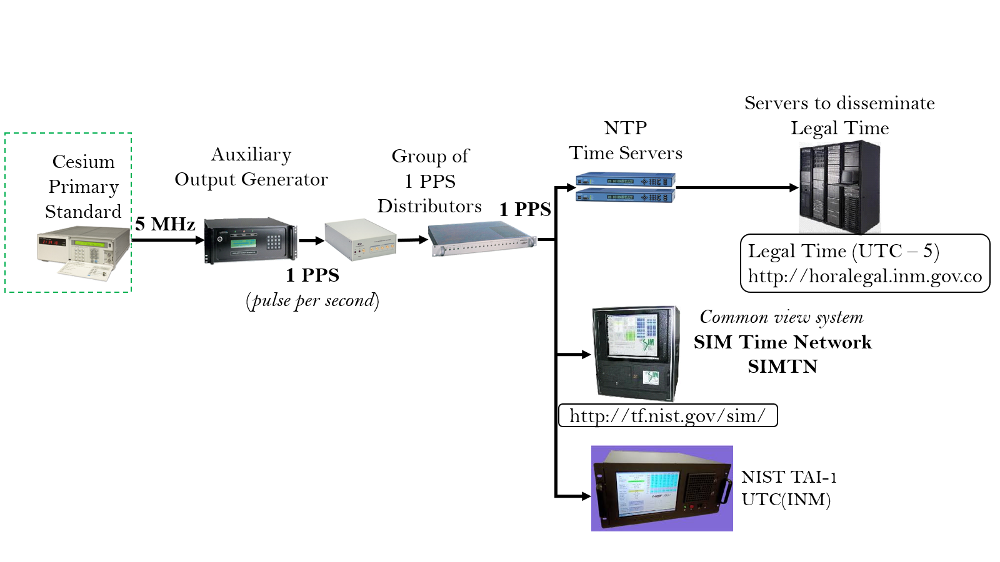 Cesium
Primary
Standard
5 MHz
Auxiliary
Output Generator
1 PPS
(pulse per second)
Group of
1 PPS
Distributors
1 PPS
NTP
Time Servers
Servers to disseminate
Legal Time
Legal Time (UTC – 5)
http://horalegal.inm.gov.co
Common view system
SIM Time Network
SIMTN
SIM
SIM
http://tf.nist.gov/sim/
NIST TAI-1
UTC(INM)